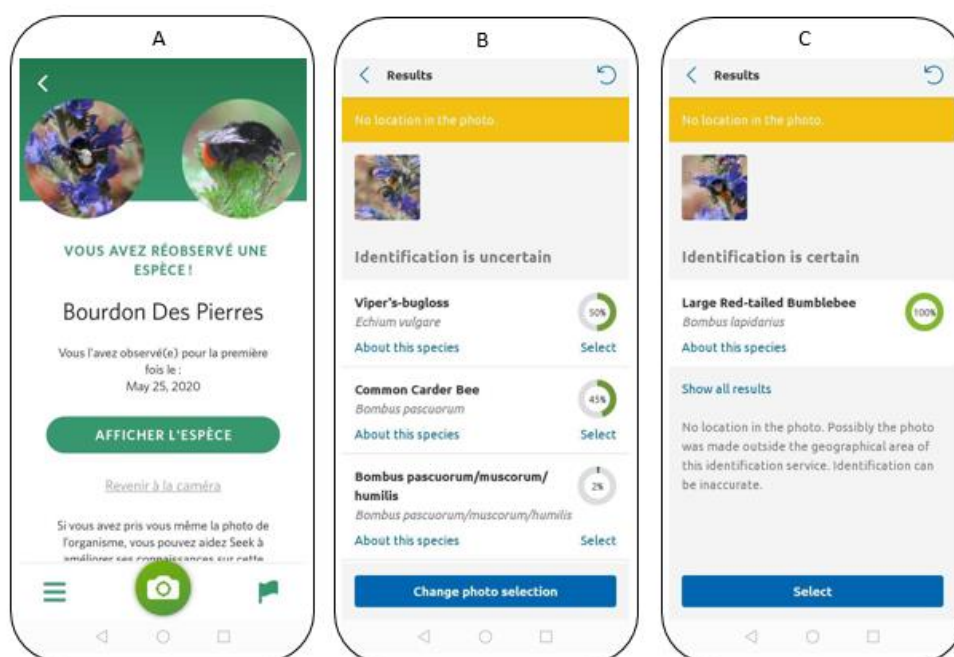 A
VOUS AVEZ RÉOBSERVÉ UNE
ESPÈCE!
Bourdon Des Pierres
Vous l'avez observé(e) pour la première
fois le :
May 25, 2020
AFFICHER L'ESPÈCE
Revenir à la caméra
Si vous avez pris vous même la photo de
l'organisme, vous pouvez aidez Seek à
améliorer ses connaissances sur cette
B
Results
No location in the photo.
Identification is uncertain
Viper's-bugloss
Echium vulgare
50%
About this species
Select
Common Carder Bee
Bombus pascuorum
45%
About this species
Select
Bombus pascuorum/muscorum/
humilis
Bombus pascuorum/muscorum/humilis
2%
About this species
Select
Change photo selection
C
Results
No location in the photo.
Identification is certain
Large Red-tailed Bumblebee
Bombus lapidarius
100%
About this species
Show all results
No location in the photo. Possibly the photo
was made outside the geographical area of
this identification service. Identification can
be inaccurate.
Select